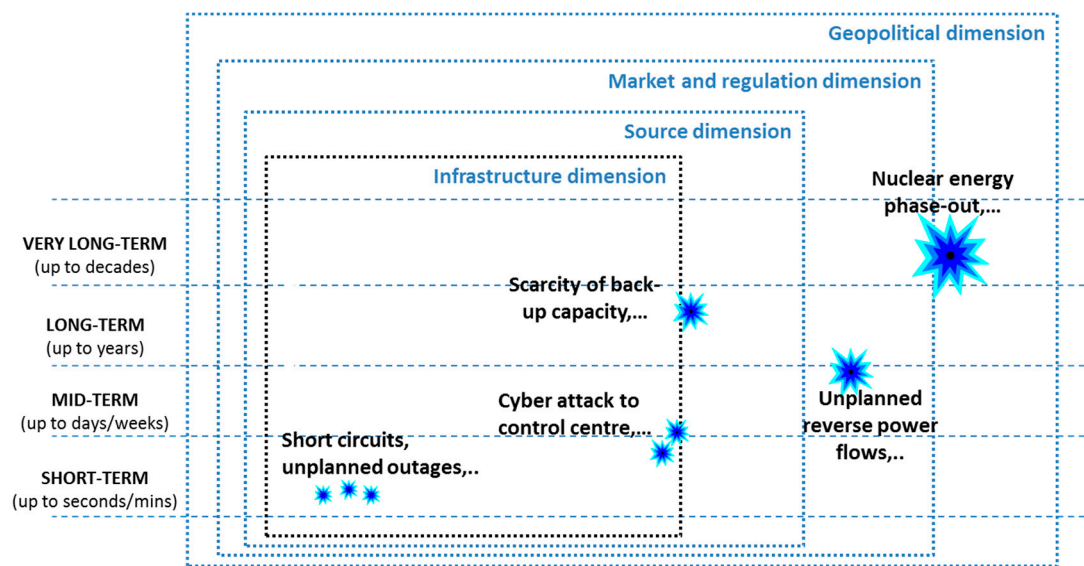 Geopolitical dimension
Market and regulation dimension
Source dimension
Infrastructure dimension
Nuclear energy
phase-out,...
VERY LONG-TERM
(up to decades)
Scarcity of back-
up capacity,...
LONG-TERM
(up to years)
MID-TERM
(up to days/weeks)
Cyber attack to
control centre,...
Unplanned
reverse power
flows,..
Short circuits,
unplanned outages,..
SHORT-TERM
(up to seconds/mins)